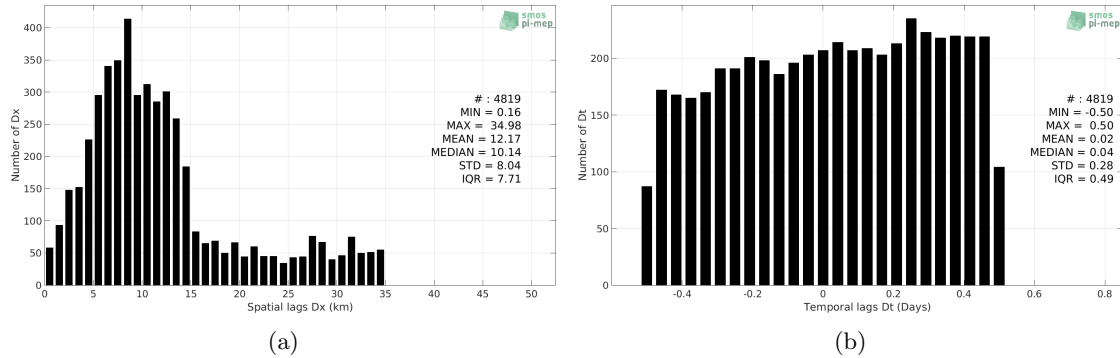 smos
pi-mep
400
350
300
250
200
150
100
50
0
Number of Dx
# : 4819
MIN = 0.16
MAX = 34.98
MEAN = 12.17
MEDIAN = 10.14
STD = 8.04
IQR = 7.71
0 5 10 15 20 25 30 35 40 45 50
Spatial lags Dx (km)
(a)
smos
pi-mep
200
150
100
50
0
Number of Dt
# : 4819
MIN = -0.50
MAX = 0.50
MEAN = 0.02
MEDIAN = 0.04
STD = 0.28
IQR = 0.49
-0.4 -0.2 0 0.2 0.4 0.6 0.8
Temporal lags Dt (Days)
(b)